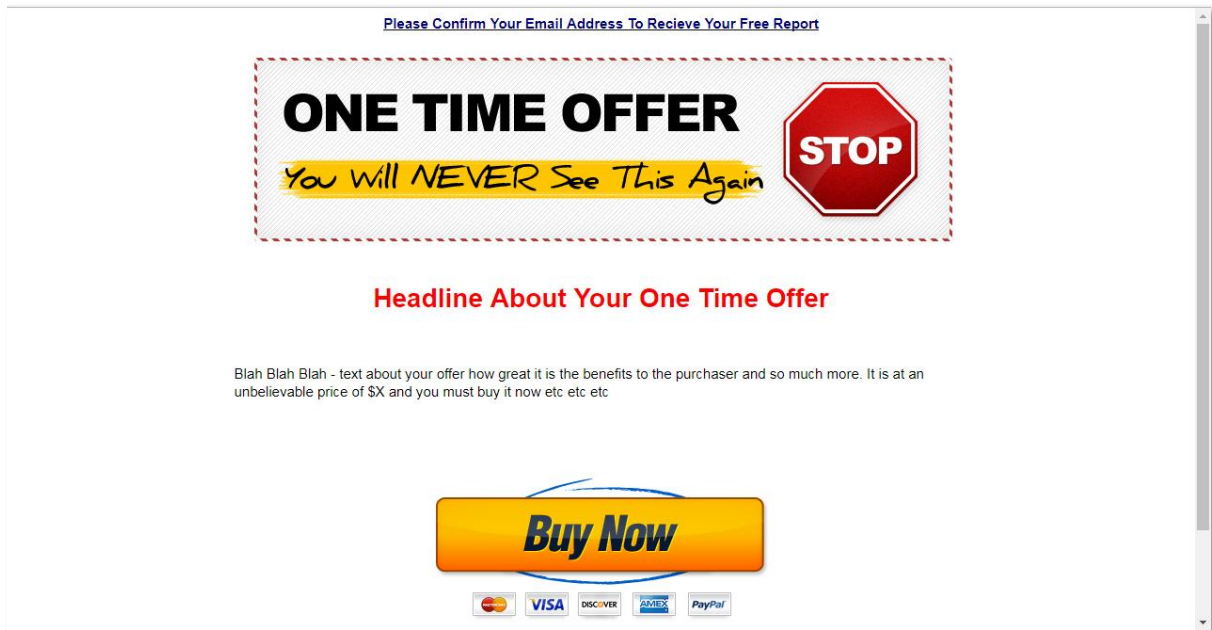 Please Confirm Your Email Address To Recieve Your Free Report
ONE TIME OFFER
You Will NEVER See This Again
STOP
Headline About Your One Time Offer
Blah Blah Blah - text about your offer how great it is the benefits to the purchaser and so much more. It is at an
unbelievable price of $X and you must buy it now etc etc etc
Buy Now
MasterCard VISA DISCOVER AMEX PayPal